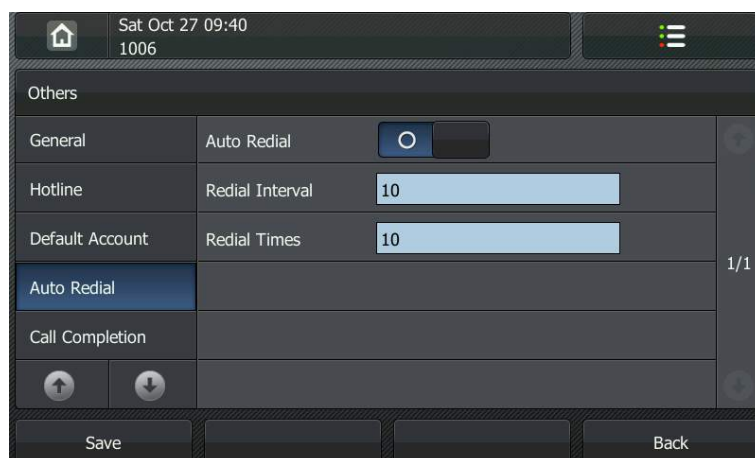 Sat Oct 27 09:40
1006
Others
General
Auto Redial
Hotline
Redial Interval
10
Default Account
Redial Times
10
1/1
Auto Redial
Call Completion
Save
Back